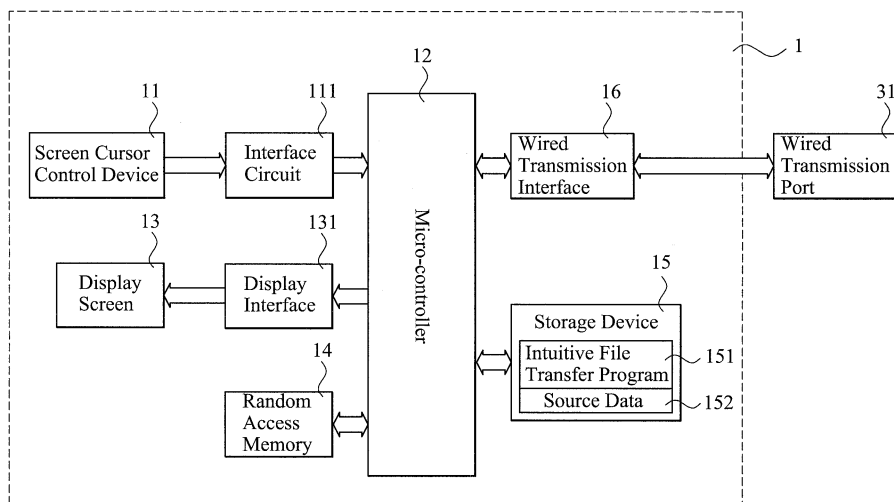 1
12
11
111
16
31
Screen Cursor
Control Device
Interface
Circuit
Wired
Transmission
Interface
Wired
Transmission
Port
Micro-controller
13
131
Display
Screen
Display
Interface
15
Storage Device
Intuitive File
Transfer Program
151
Source Data
152
14
Random
Access
Memory